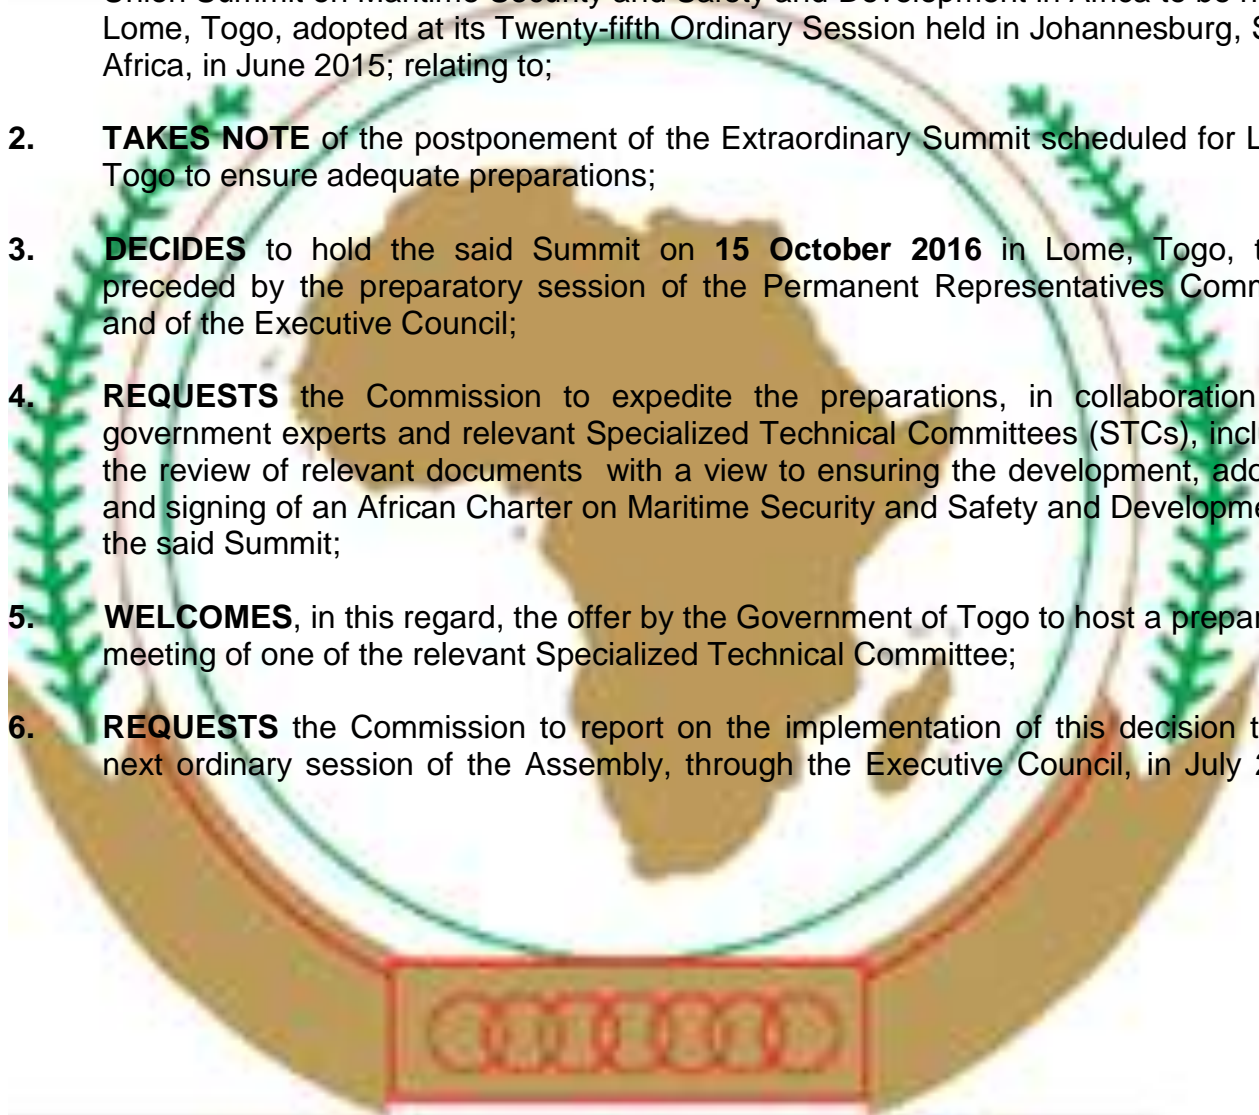 Lome, Togo, adopted at its Twenty-fifth Ordinary Session held in Johannesburg,
Africa, in June 2015; relating to;
2. TAKES NOTE of the postponement of the Extraordinary Summit scheduled for
Togo to ensure adequate preparations;
3. DECIDES to hold the said Summit on 15 October 2016 in Lome, Togo,
preceded by the preparatory session of the Permanent Representatives
and of the Executive Council;
4. REQUESTS the Commission to expedite the preparations, in collaboration
government experts and relevant Specialized Technical Committees (STCs),
the review of relevant documents with a view to ensuring the development,
and signing of an African Charter on Maritime Security and Safety and
the said Summit;
5. WELCOMES, in this regard, the offer by the Government of Togo to host a
meeting of one of the relevant Specialized Technical Committee;
6. REQUESTS the Commission to report on the implementation of this decision
next ordinary session of the Assembly, through the Executive Council, in July